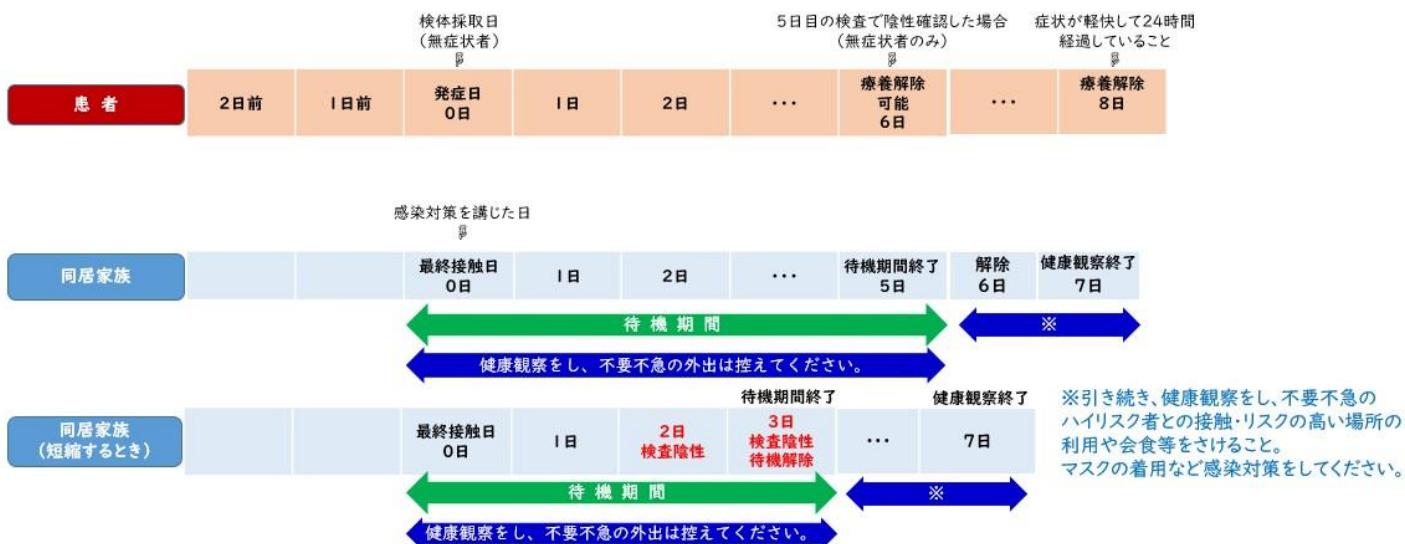 検体採取日
(無症状者)
5日目の検査で陰性確認した場合
(無症状者のみ)
症状が軽快して24時間
経過していること
患者
2日前
1日前
発症日
0日
1日
2日
・・・
療養解除
可能
6日
・・・
療養解除
8日
感染対策を講じた日
同居家族
最終接触日
0日
1日
2日
・・・
待機期間終了
5日
解除
6日
健康観察終了
7日
待機期間
※
健康観察をし、不要不急の外出は控えてください。
待機期間終了
健康観察終了
同居家族
(短縮するとき)
最終接触日
0日
1日
2日
検査陰性
3日
検査陰性
待機解除
・・・
7日
待機期間
※
健康観察をし、不要不急の外出は控えてください。
※引き続き、健康観察をし、不要不急の
ハイリスク者との接触・リスクの高い場所の
利用や会食等をさけること。
マスクの着用など感染対策をしてください。